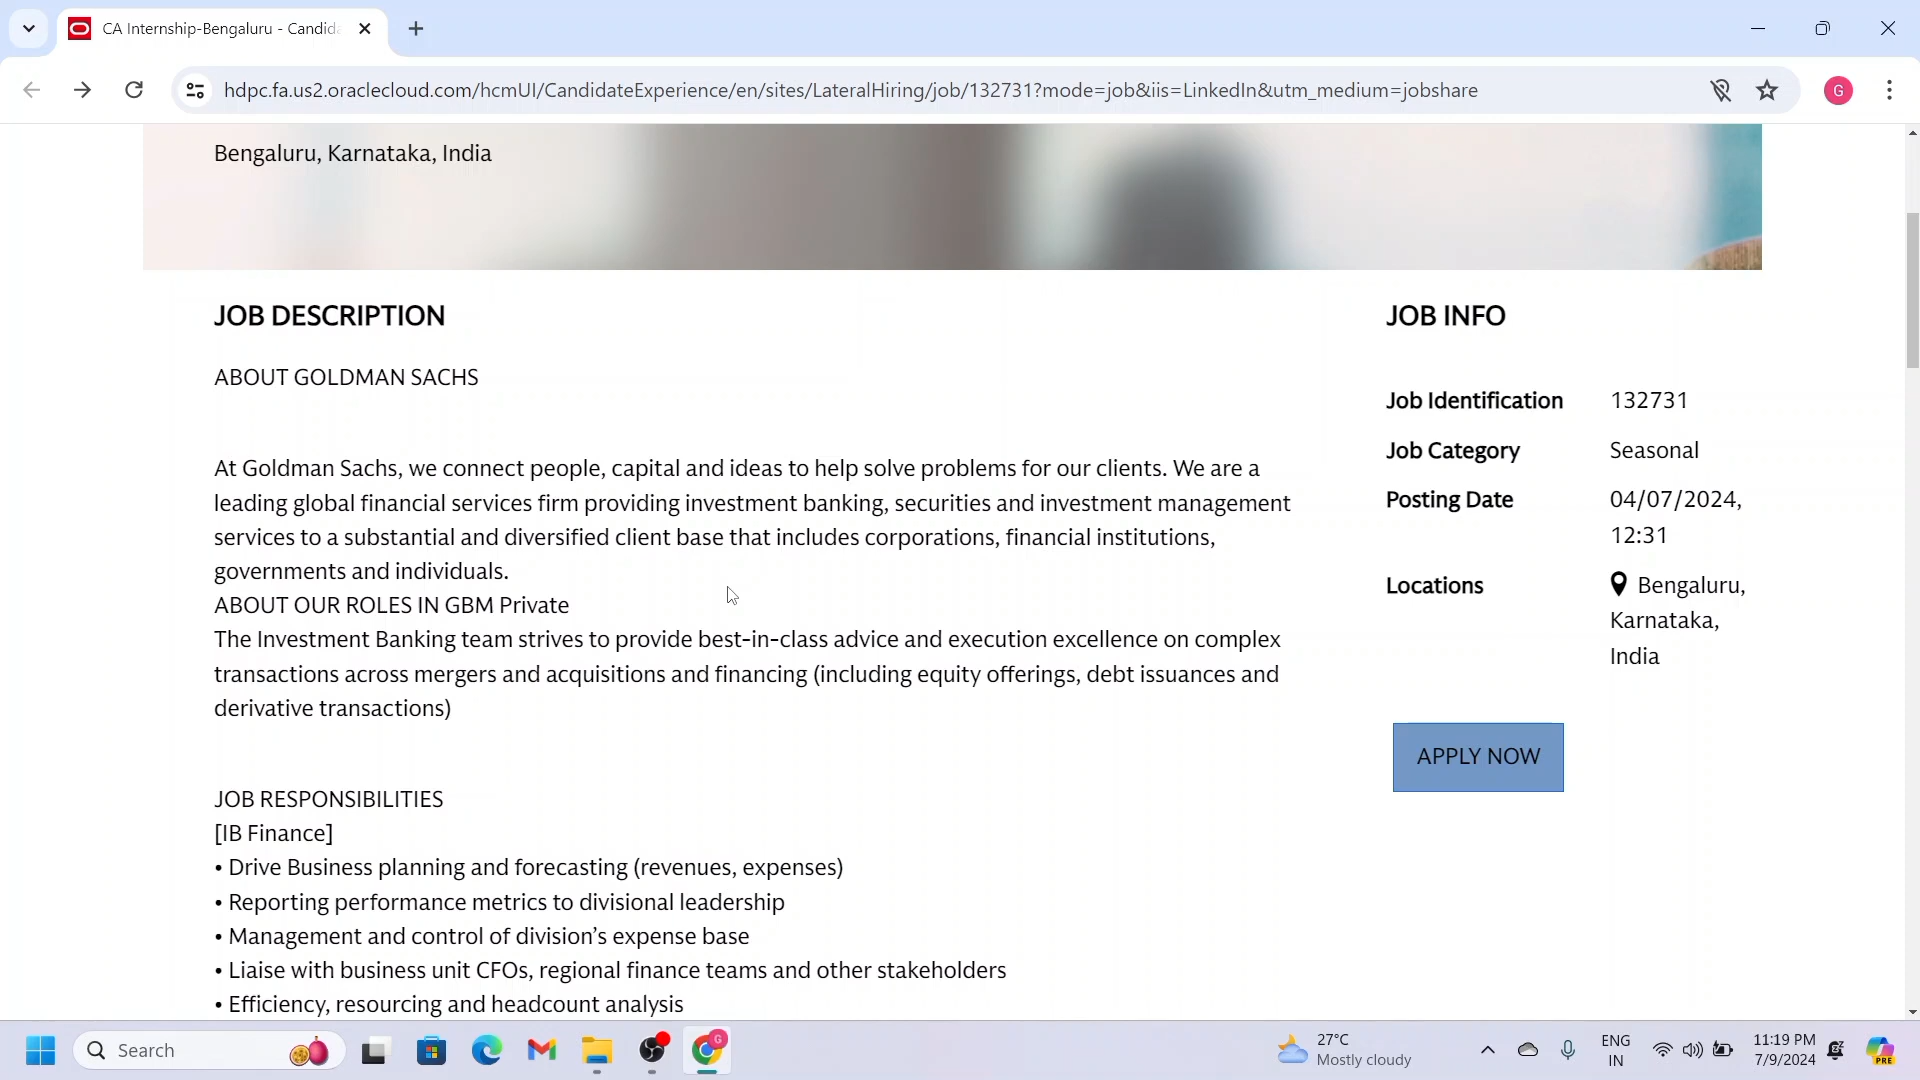 CA Internship-Bengaluru - Candida
hdpc.fa.us2.oraclecloud.com/hcmUI/CandidateExperience/en/sites/LateralHiring/job/132731?mode=job&iis=LinkedIn&utm_medium=jobshare
G
Bengaluru, Karnataka, India
JOB DESCRIPTION
ABOUT GOLDMAN SACHS
At Goldman Sachs, we connect people, capital and ideas to help solve problems for our clients. We are a
leading global financial services firm providing investment banking, securities and investment management
services to a substantial and diversified client base that includes corporations, financial institutions,
governments and individuals.
ABOUT OUR ROLES IN GBM Private
The Investment Banking team strives to provide best-in-class advice and execution excellence on complex
transactions across mergers and acquisitions and financing (including equity offerings, debt issuances and
derivative transactions)
JOB RESPONSIBILITIES
[IB Finance]
• Drive Business planning and forecasting (revenues, expenses)
• Reporting performance metrics to divisional leadership
• Management and control of division’s expense base
• Liaise with business unit CFOs, regional finance teams and other stakeholders
• Efficiency, resourcing and headcount analysis
JOB INFO
Job Identification 132731
Job Category Seasonal
Posting Date 04/07/2024,
12:31
Locations Bengaluru,
Karnataka,
India
APPLY NOW
Search
G
27°C
Mostly cloudy
ENG
IN
11:19 PM
7/9/2024
PRE